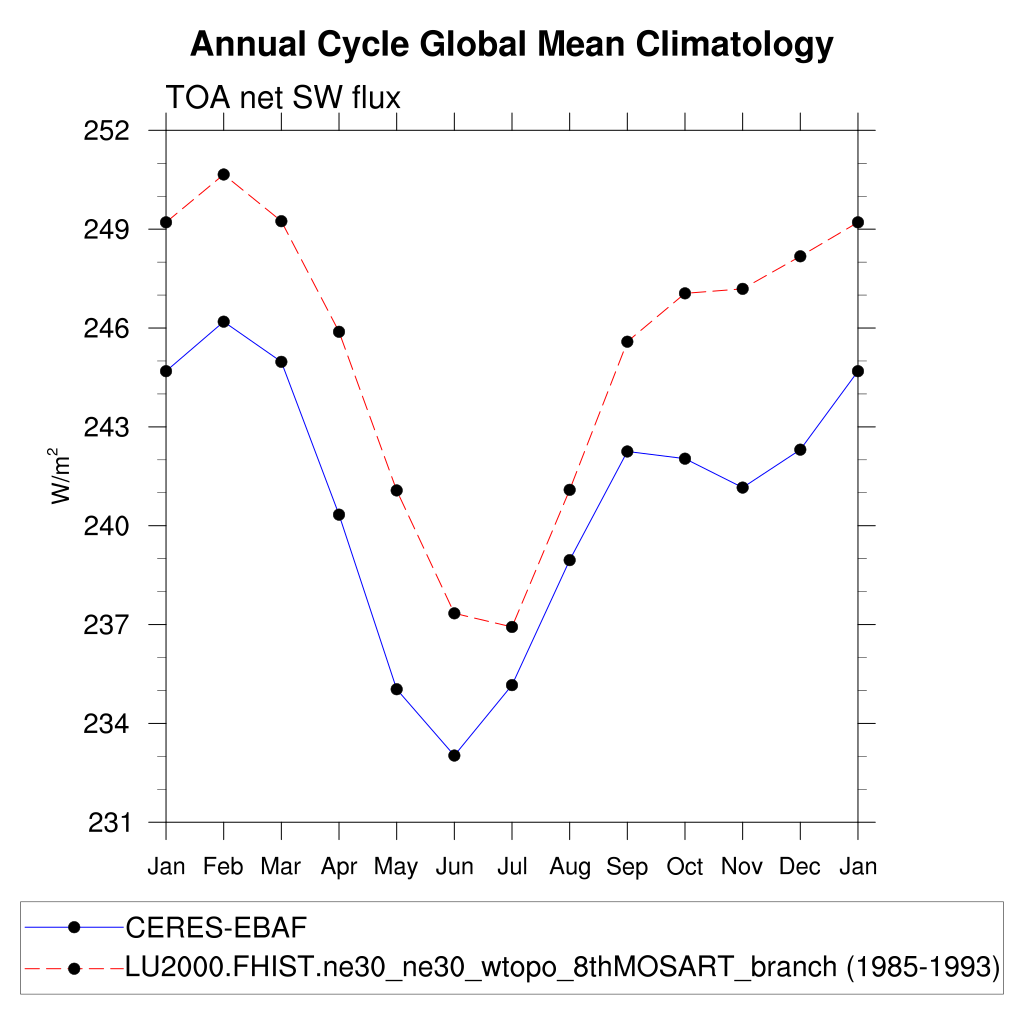 Annual Cycle Global Mean Climatology
TOA net SW flux
252
249
246
243
240
237
234
231
W/m²
Jan Feb Mar Apr May Jun Jul Aug Sep Oct Nov Dec Jan
CERES-EBAF
LU2000.FHIST.ne30_ne30_wtopo_8thMOSART_branch (1985-1993)